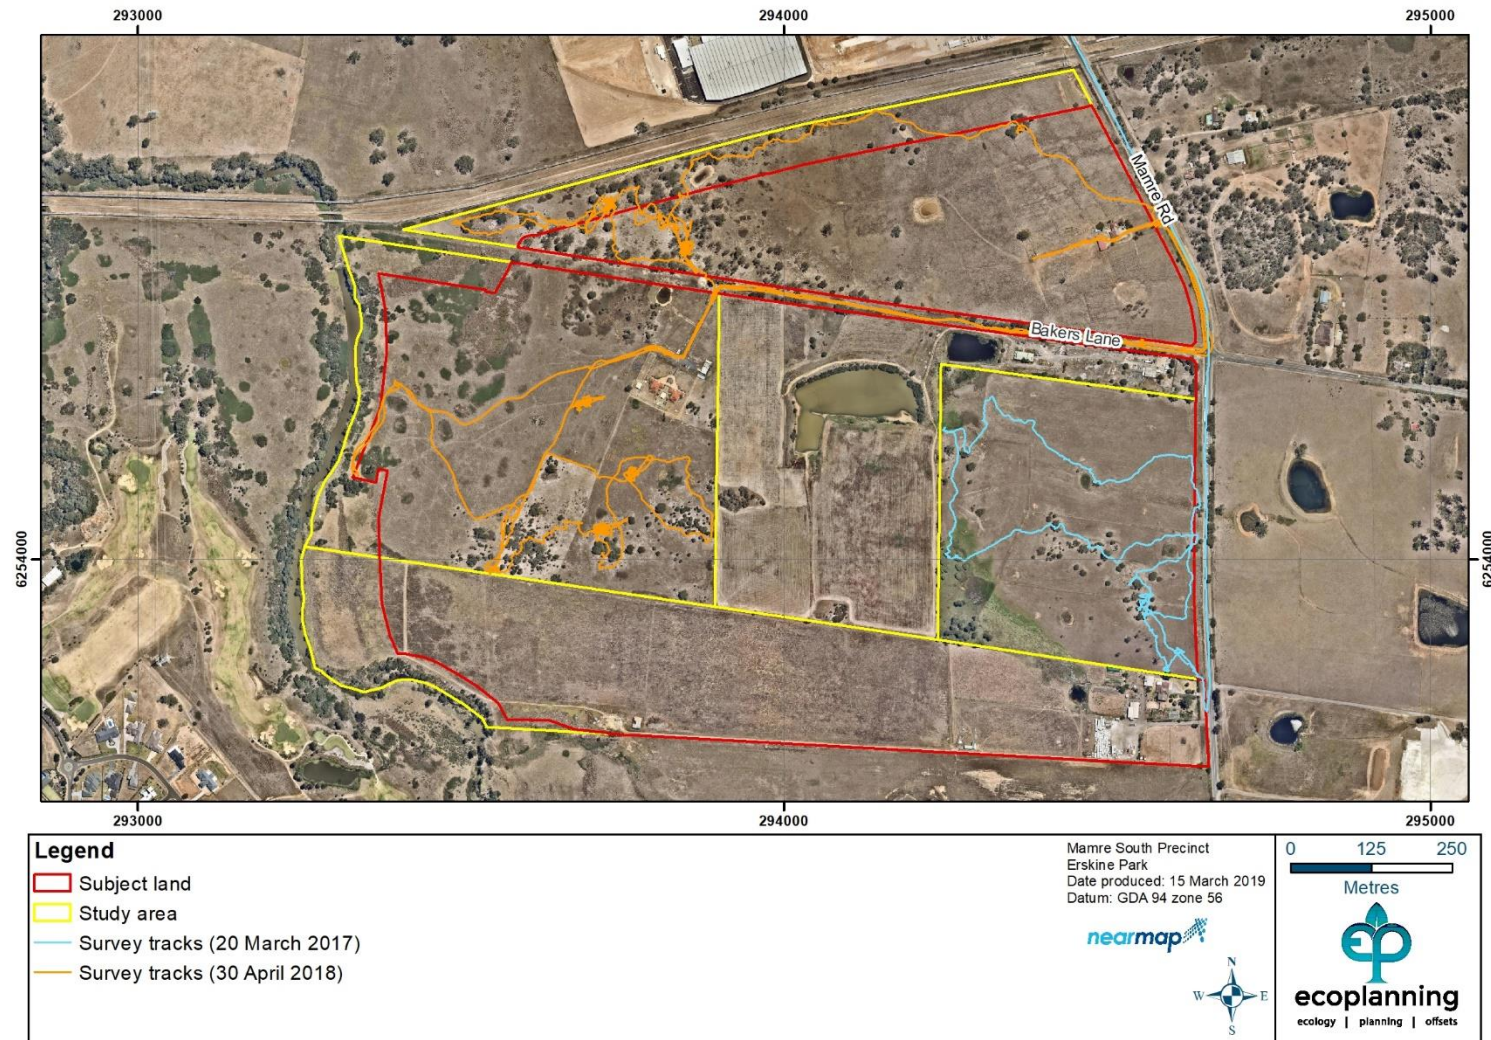 293000
294000
295000
Mamre Rd
Bakers Lane
6254000
6254000
293000
294000
295000
Legend
Subject land
Study area
Survey tracks (20 March 2017)
Survey tracks (30 April 2018)
Mamre South Precinct
Erskine Park
Date produced: 15 March 2019
Datum: GDA 94 zone 56
nearmap
N
W E
S
0 125 250
Metres
ep
ecoplanning
ecology | planning | offsets